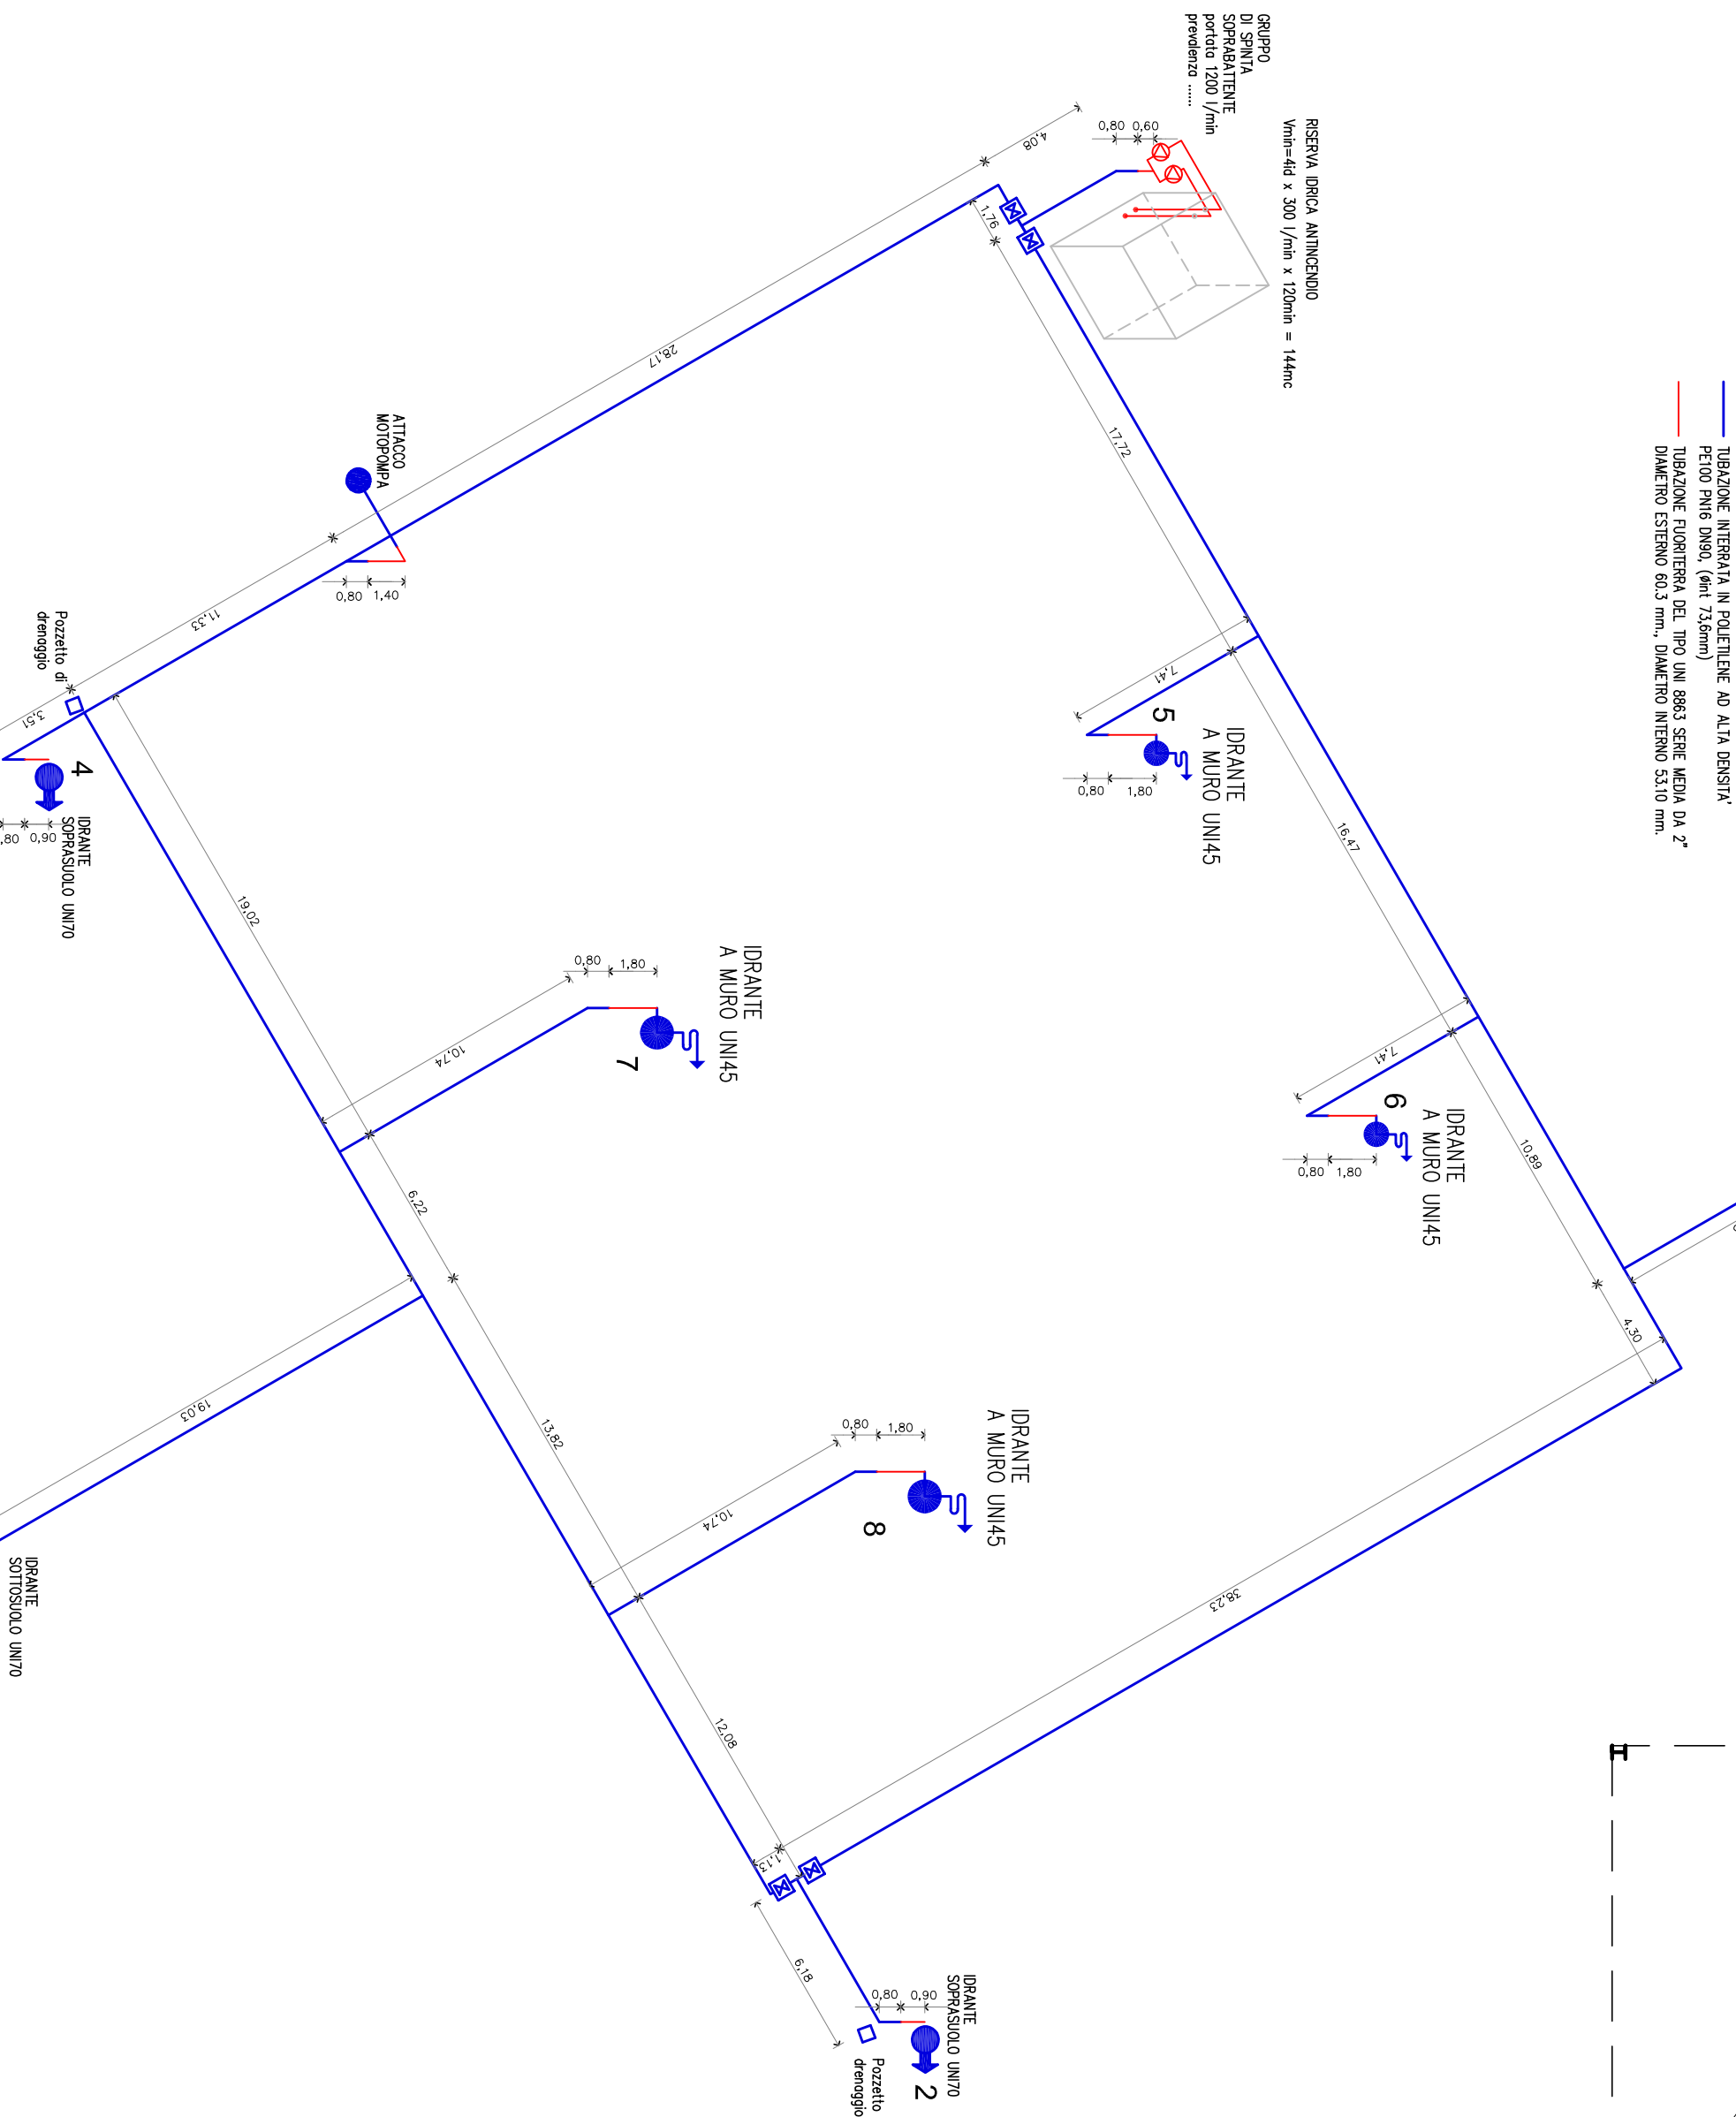 TUBAZIONE INTERRATA IN POLIETILENE AD ALTA DENSITA'
PE100 PN16 DN90, (Øint 73,6mm)
TUBAZIONE FUORITERRA DEL TIPO UNI 8863 SERIE MEDIA DA 2"
DIAMETRO ESTERNO 60.3 mm., DIAMETRO INTERNO 53.10 mm.
RISERVA IDRICA ANTINCENDIO
Vmin=4id x 300 l/min x 120min = 144mc
GRUPPO
DI SPINTA
SOPRABATTENTE
portata 1200 l/min
prevalenza ......
0,80
0,60
4,08
1,76
17,72
28,17
7,41
5
IDRANTE
A MURO UNI45
0,80
1,80
16,47
7,41
6
IDRANTE
A MURO UNI45
0,80
1,80
10,89
4,30
ATTACCO
MOTOPOMPA
0,80
1,40
11,33
Pozzetto di
drenaggio
3,51
4
IDRANTE
SOPRASUOLO UNI70
,80
0,90
19,02
IDRANTE
A MURO UNI45
0,80
1,80
7
10,74
6,22
19,03
13,82
IDRANTE
A MURO UNI45
0,80
1,80
8
10,74
38,23
12,08
1,13
6,18
IDRANTE
SOPRASUOLO UNI70
0,80
0,90
2
Pozzetto
drenaggio
IDRANTE
SOTTOSUOLO UNI70
H